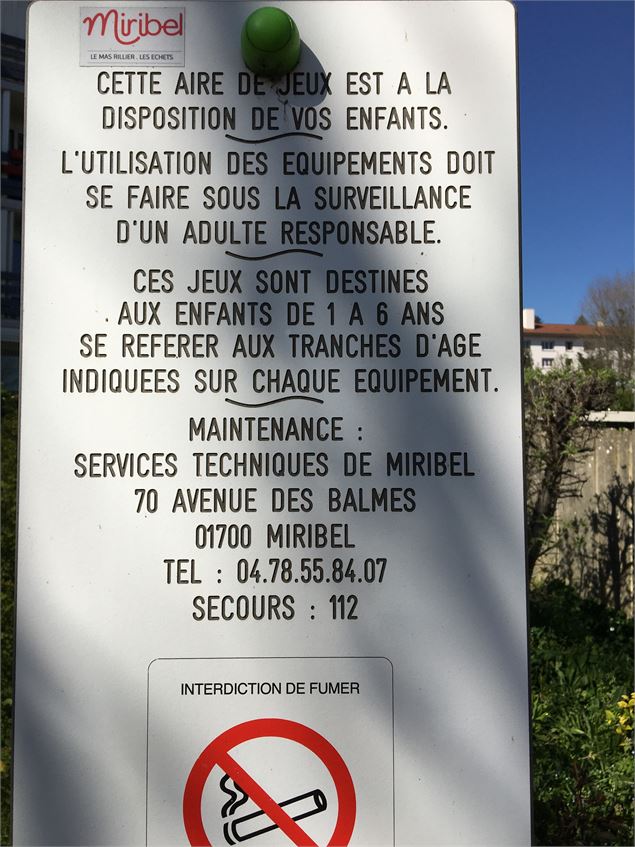 Miribel
LE MAS RILLIER . LES ECHETS
CETTE AIRE DE JEUX EST A LA
DISPOSITION DE VOS ENFANTS.
L'UTILISATION DES EQUIPEMENTS DOIT
SE FAIRE SOUS LA SURVEILLANCE
D'UN ADULTE RESPONSABLE.
CES JEUX SONT DESTINES
AUX ENFANTS DE 1 A 6 ANS
SE REFERER AUX TRANCHES D'AGE
INDIQUEES SUR CHAQUE EQUIPEMENT.
MAINTENANCE :
SERVICES TECHNIQUES DE MIRIBEL
70 AVENUE DES BALMES
01700 MIRIBEL
TEL : 04.78.55.84.07
SECOURS : 112
INTERDICTION DE FUMER